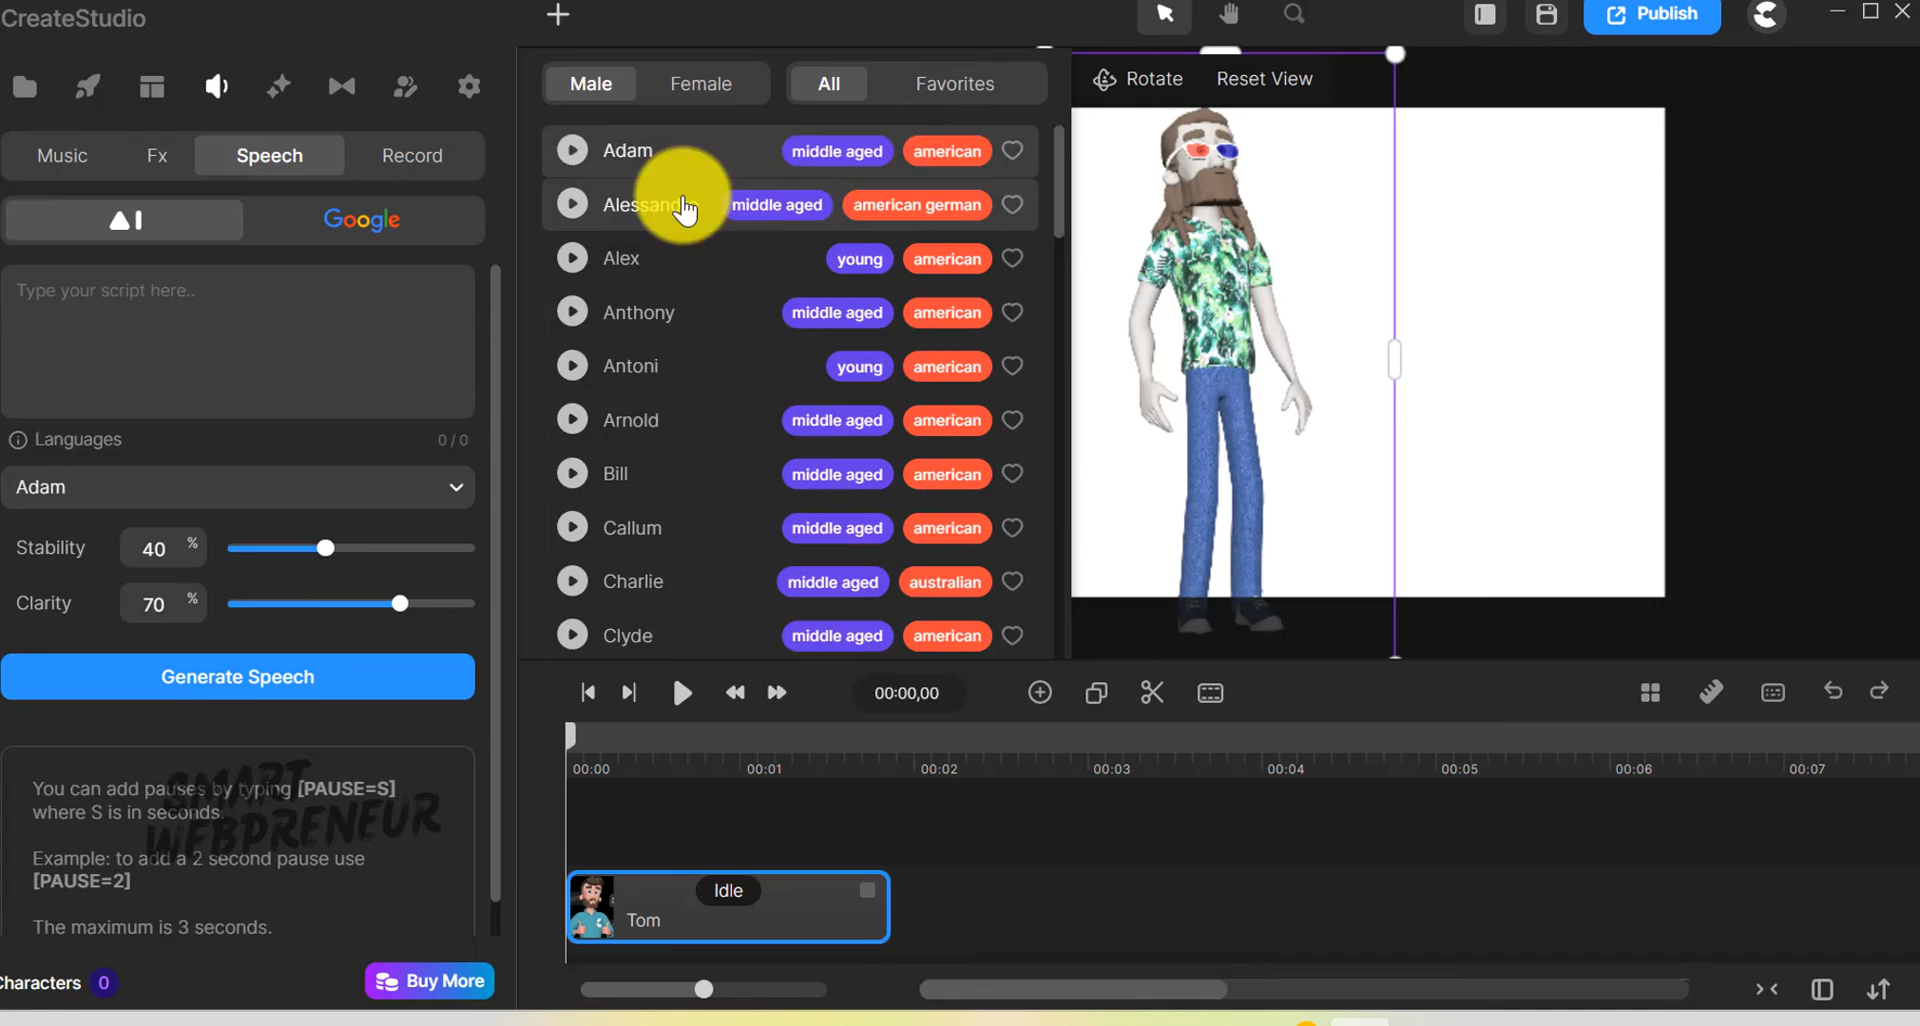 CreateStudio
Publish
Male Female All Favorites
Rotate Reset View
Music Fx Speech Record
AI Google
Type your script here..
Languages 0 / 0
Adam
Stability 40 %
Clarity 70 %
Generate Speech
You can add pauses by typing [PAUSE=S]
where S is in seconds.
Example: to add a 2 second pause use
[PAUSE=2]
The maximum is 3 seconds.
SMART
WEBPRENEUR
Characters 0 Buy More
Adam middle aged american
middle aged american german
Alex young american
Anthony middle aged american
Antoni young american
Arnold middle aged american
Bill middle aged american
Callum middle aged american
Charlie middle aged australian
Clyde middle aged american
00:00,00
00:00 00:01 00:02 00:03 00:04 00:05 00:06 00:07
Idle
Tom